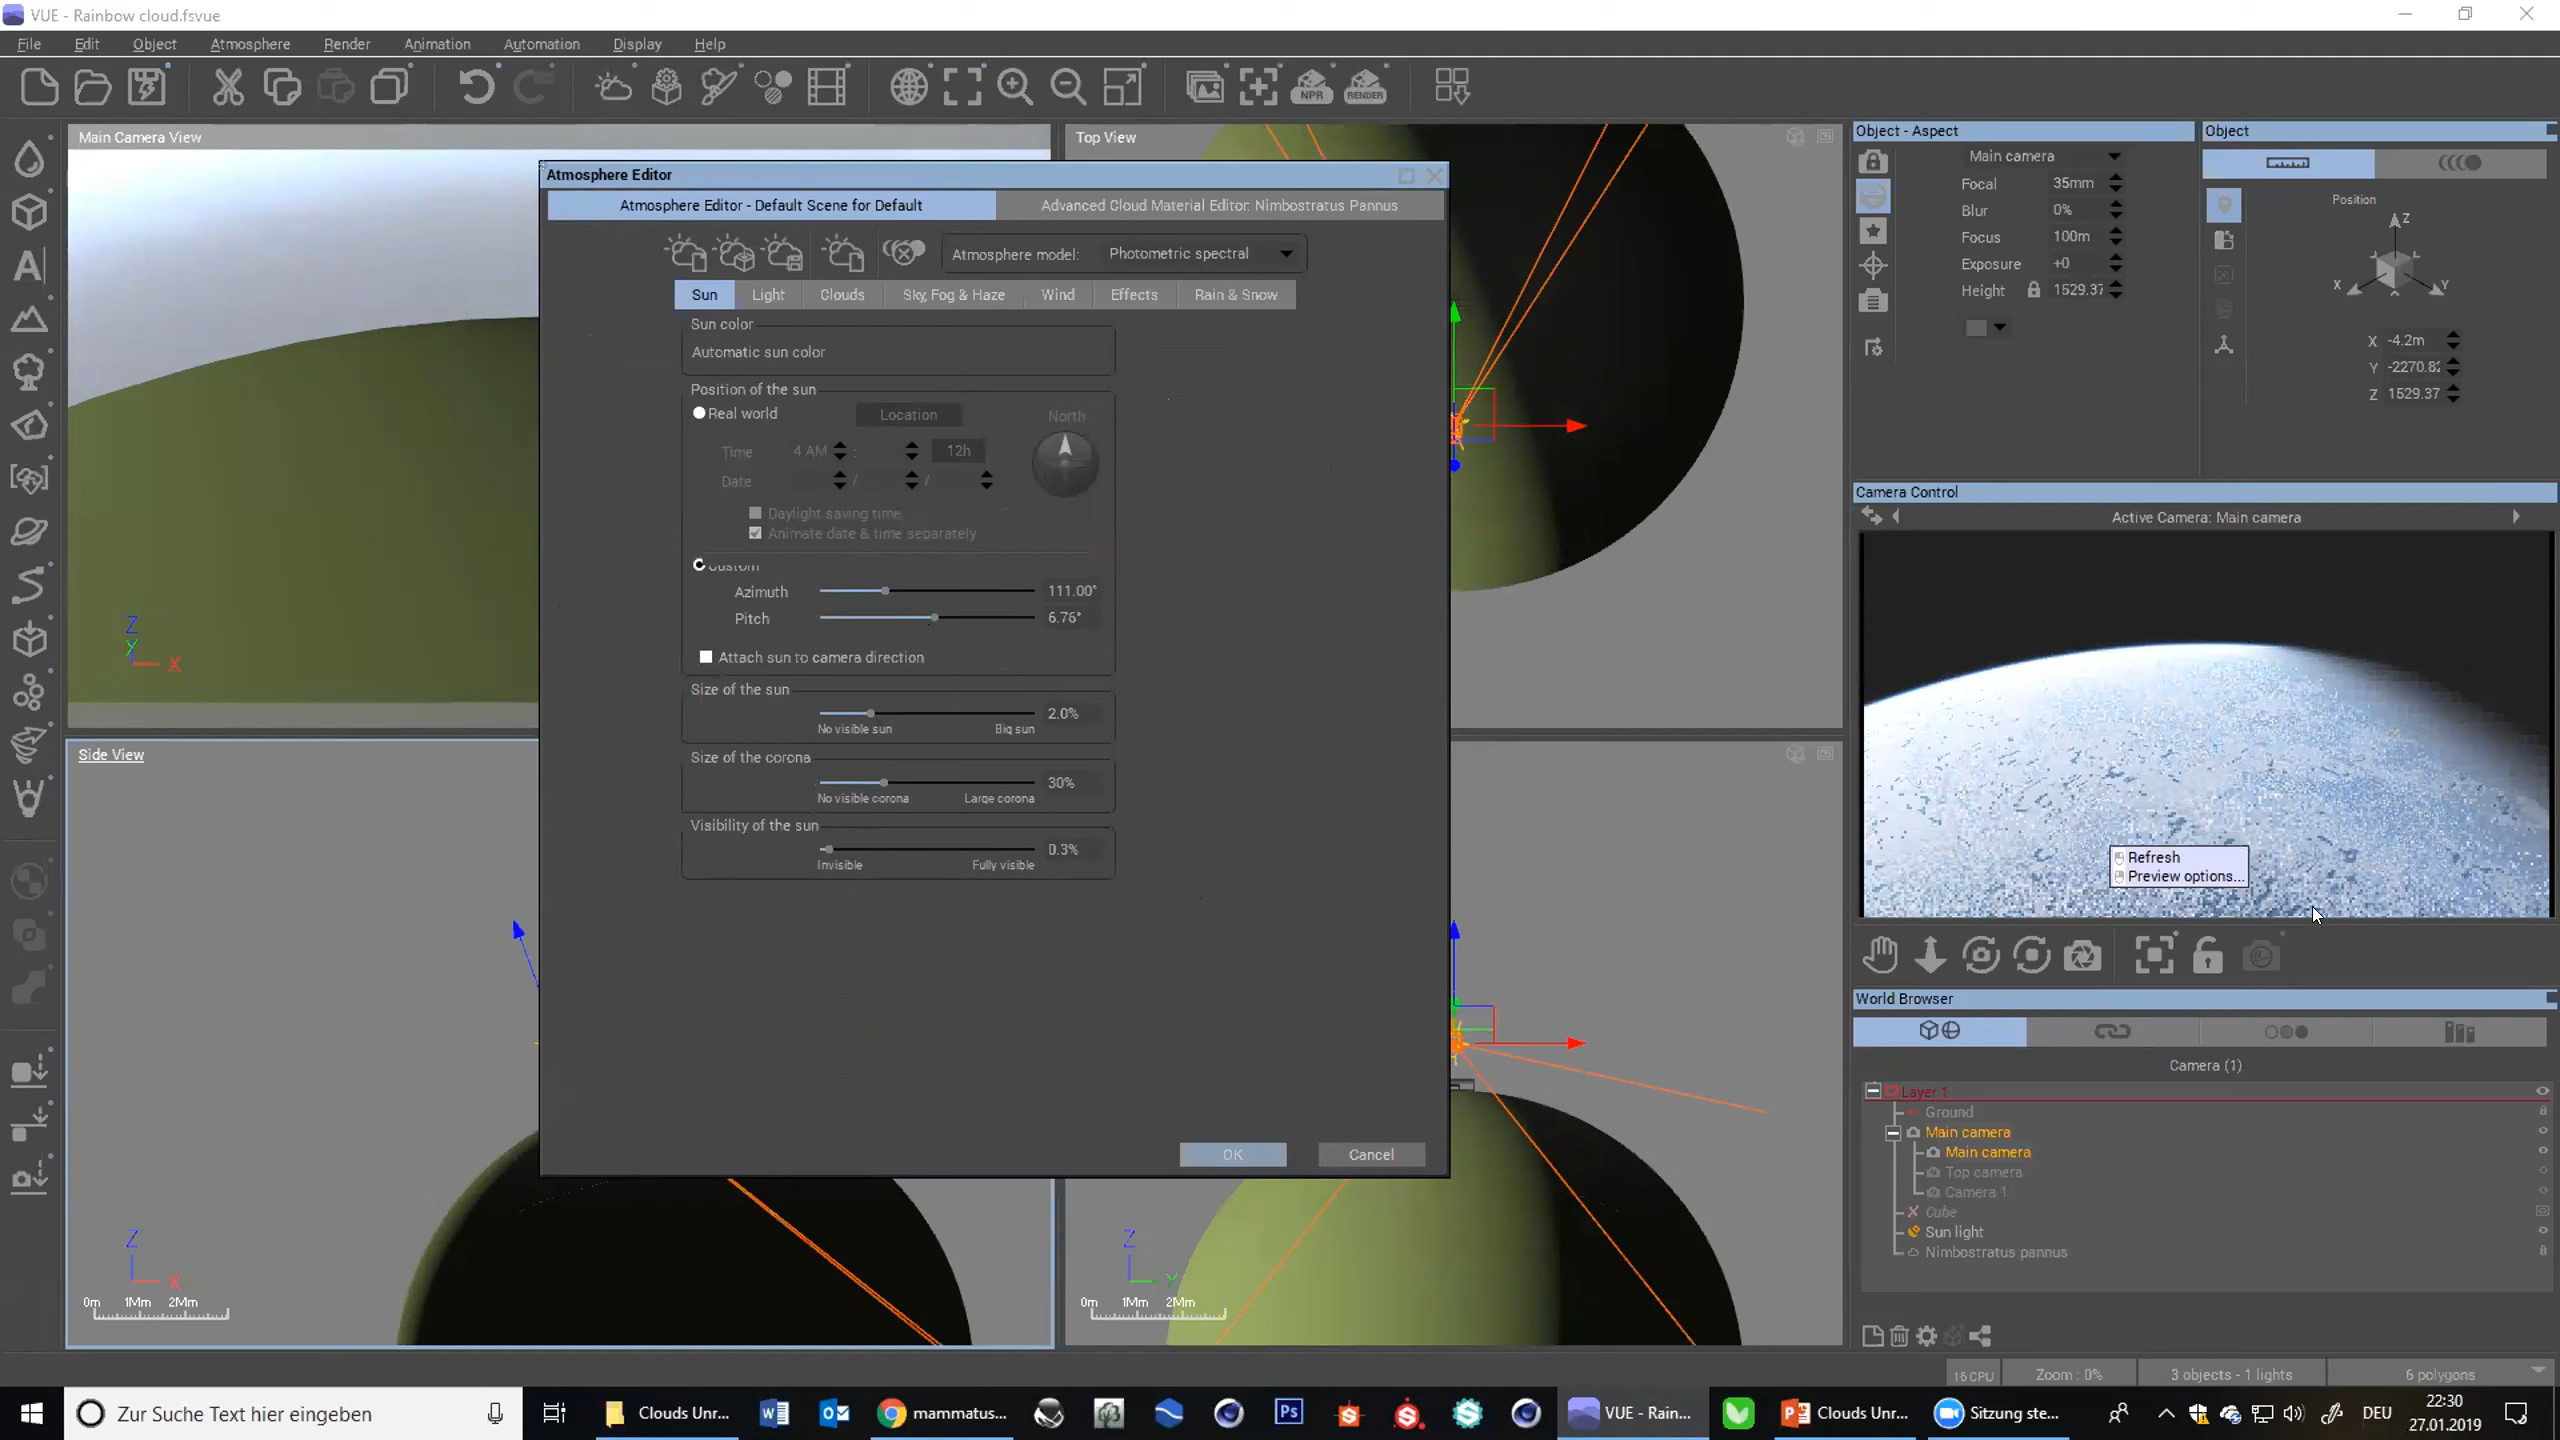 VUE - Rainbow cloud.fsvue
File Edit Object Atmosphere Render Animation Automation Display Help
NPR RENDER
Main Camera View
Top View
Atmosphere Editor
Atmosphere Editor - Default Scene for Default
Advanced Cloud Material Editor: Nimbostratus Pannus
Atmosphere model: Photometric spectral
Sun Light Clouds Sky, Fog & Haze Wind Effects Rain & Snow
Sun color
Automatic sun color
Position of the sun
Real world Location North
Time 4 AM : 12h
Date / /
Daylight saving time
Animate date & time separately
Custom
Azimuth 111.00°
Pitch 6.76°
Attach sun to camera direction
Size of the sun
2.0%
No visible sun Big sun
Size of the corona
30%
No visible corona Large corona
Visibility of the sun
0.3%
Invisible Fully visible
OK Cancel
Z
Y
X
Side View
Z
X
0m 1Mm 2Mm
Z
Y
0m 1Mm 2Mm
Object - Aspect
Main camera
Focal 35mm
Blur 0%
Focus 100m
Exposure +0
Height 1529.37
Object
Position
Z
X Y
X -4.2m
Y -2270.82
Z 1529.37
Camera Control
Active Camera: Main camera
Refresh
Preview options...
World Browser
Camera (1)
Layer 1
Ground
Main camera
Main camera
Top camera
Camera 1
Cube
Sun light
Nimbostratus pannus
16 CPU Zoom : 0% 3 objects - 1 lights 6 polygons
Zur Suche Text hier eingeben
Clouds Unr...
mammatus...
Ps
VUE - Rain...
Clouds Unr...
Sitzung ste...
DEU
22:30
27.01.2019